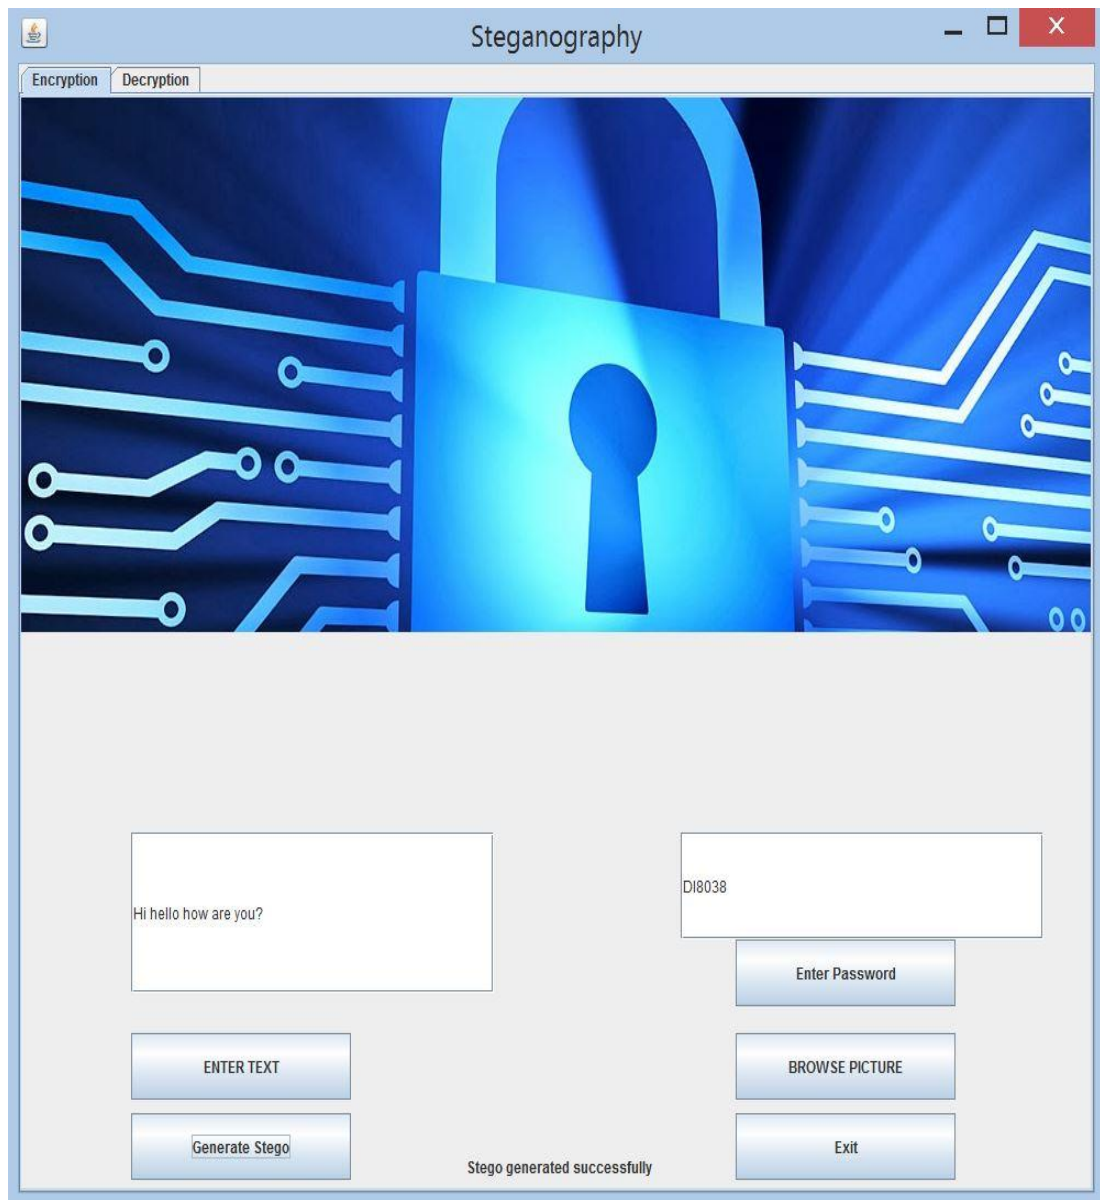 Steganography
X
Encryption
Decryption
Hi hello how are you?
DI8038
Enter Password
ENTER TEXT
BROWSE PICTURE
Generate Stego
Stego generated successfully
Exit